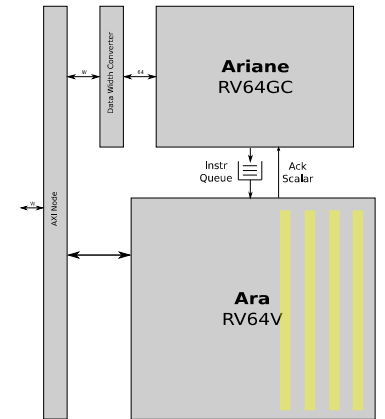 Ariane
RV64GC
W
64
Data Width Converter
Instr
Queue
Ack
Scalar
AXI Node
W
Ara
RV64V